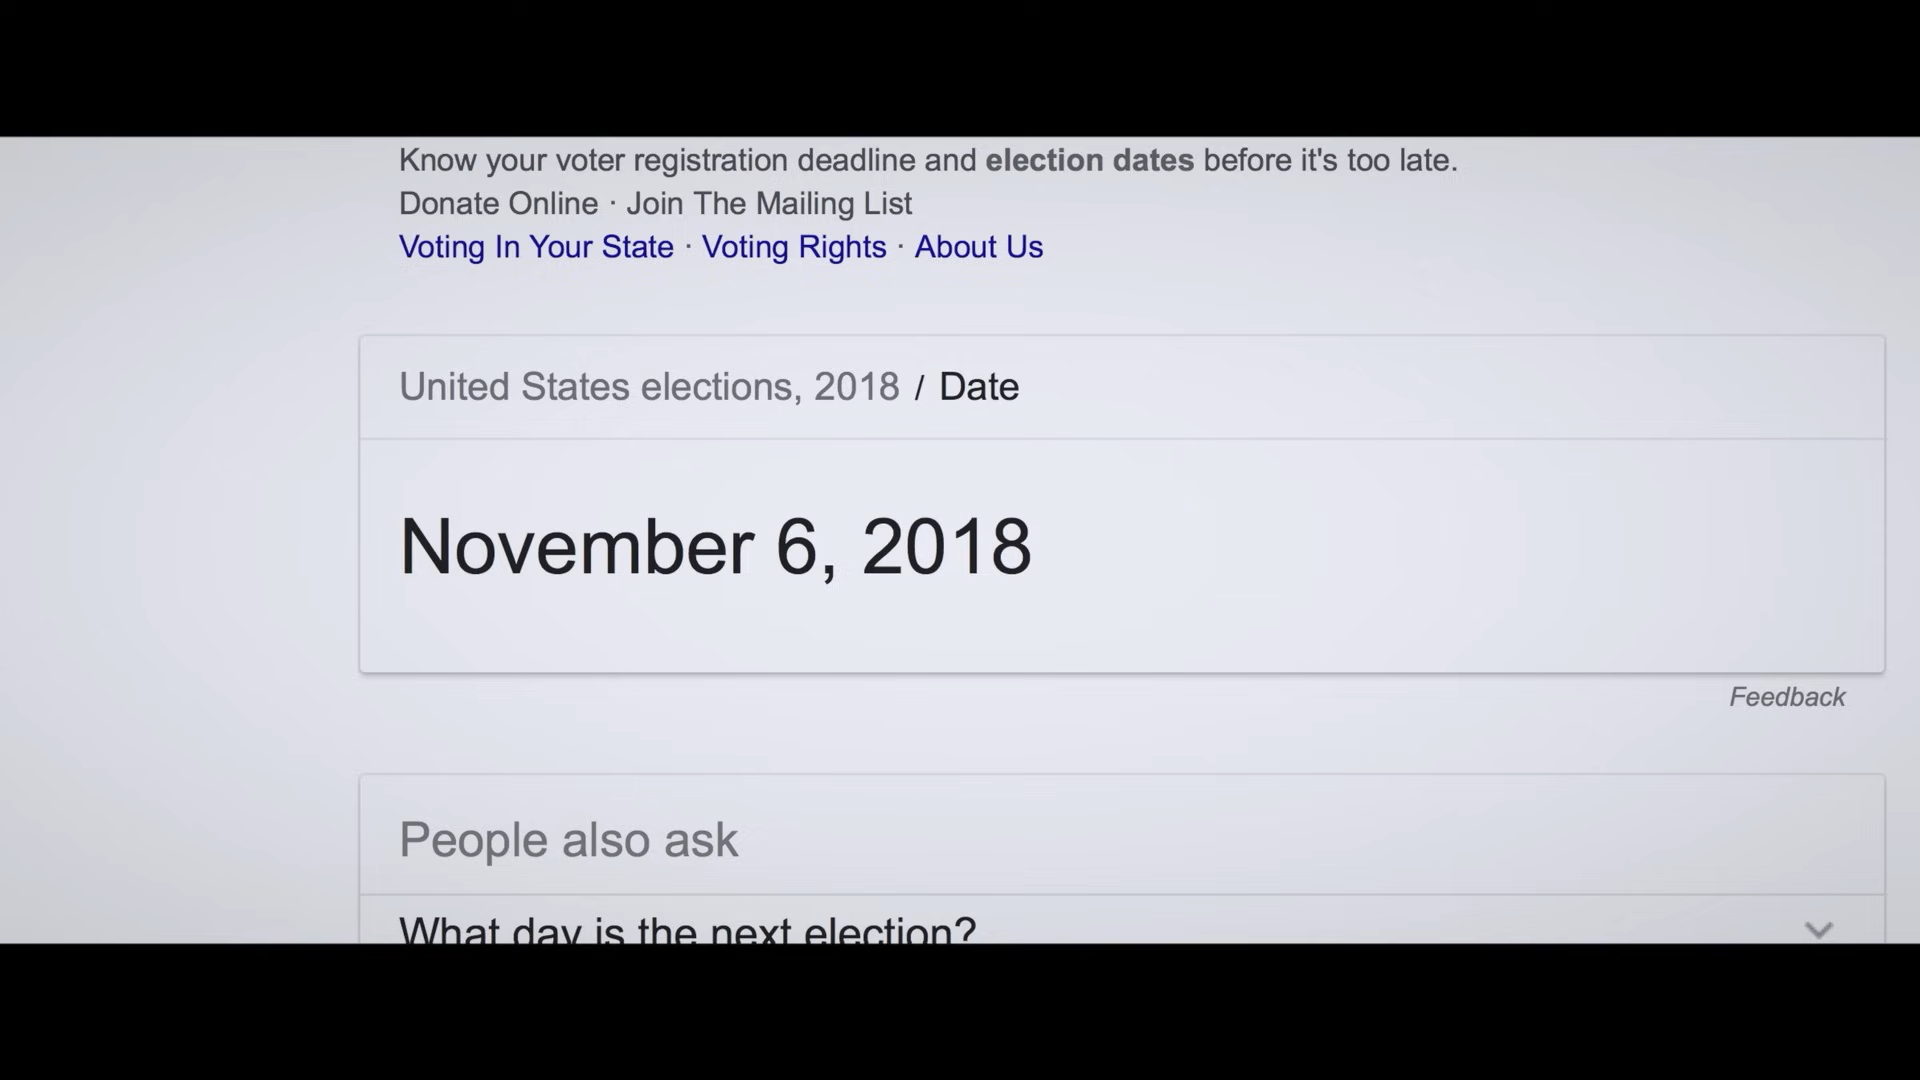 Know your voter registration deadline and election dates before it's too late.
Donate Online · Join The Mailing List
Voting In Your State · Voting Rights · About Us
United States elections, 2018 / Date
November 6, 2018
Feedback
People also ask
What day is the next election?